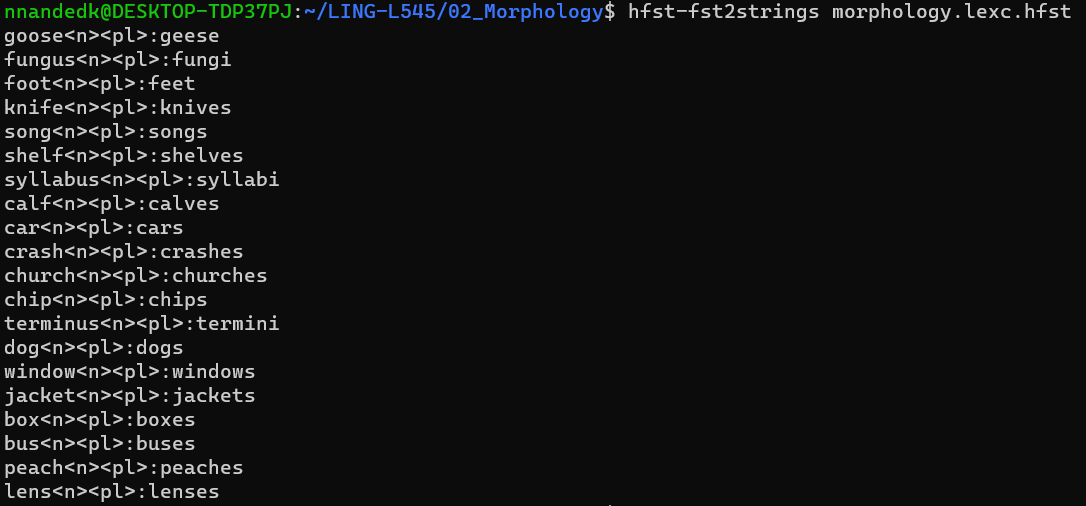 nnandedk@DESKTOP-TDP37PJ:~/LING-L545/02_Morphology$ hfst-fst2strings morphology.lexc.hfst
goose<n><pl>:geese
fungus<n><pl>:fungi
foot<n><pl>:feet
knife<n><pl>:knives
song<n><pl>:songs
shelf<n><pl>:shelves
syllabus<n><pl>:syllabi
calf<n><pl>:calves
car<n><pl>:cars
crash<n><pl>:crashes
church<n><pl>:churches
chip<n><pl>:chips
terminus<n><pl>:termini
dog<n><pl>:dogs
window<n><pl>:windows
jacket<n><pl>:jackets
box<n><pl>:boxes
bus<n><pl>:buses
peach<n><pl>:peaches
lens<n><pl>:lenses